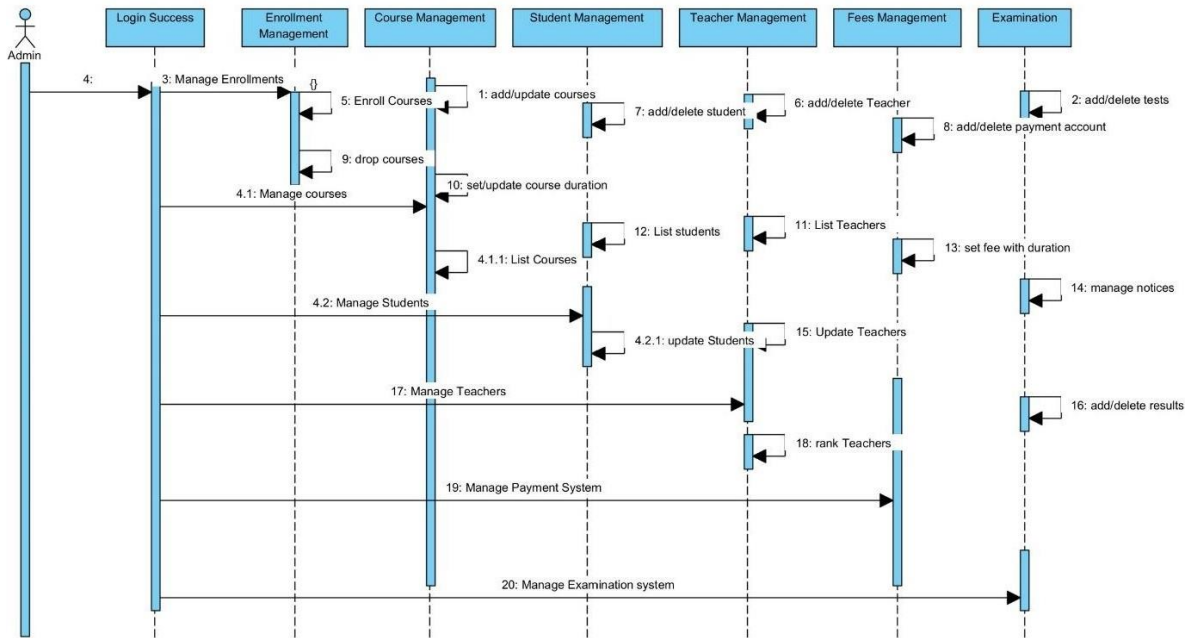 Login Success
Enrollment
Management
Course Management
Student Management
Teacher Management
Fees Management
Examination
Admin
4:
3: Manage Enrollments
{}
5: Enroll Courses
1: add/update courses
7: add/delete student
6: add/delete Teacher
2: add/delete tests
8: add/delete payment account
9: drop courses
10: set/update course duration
4.1: Manage courses
12: List students
11: List Teachers
13: set fee with duration
4.1.1: List Courses
14: manage notices
4.2: Manage Students
15: Update Teachers
4.2.1: update Students
17: Manage Teachers
16: add/delete results
18: rank Teachers
19: Manage Payment System
20: Manage Examination system